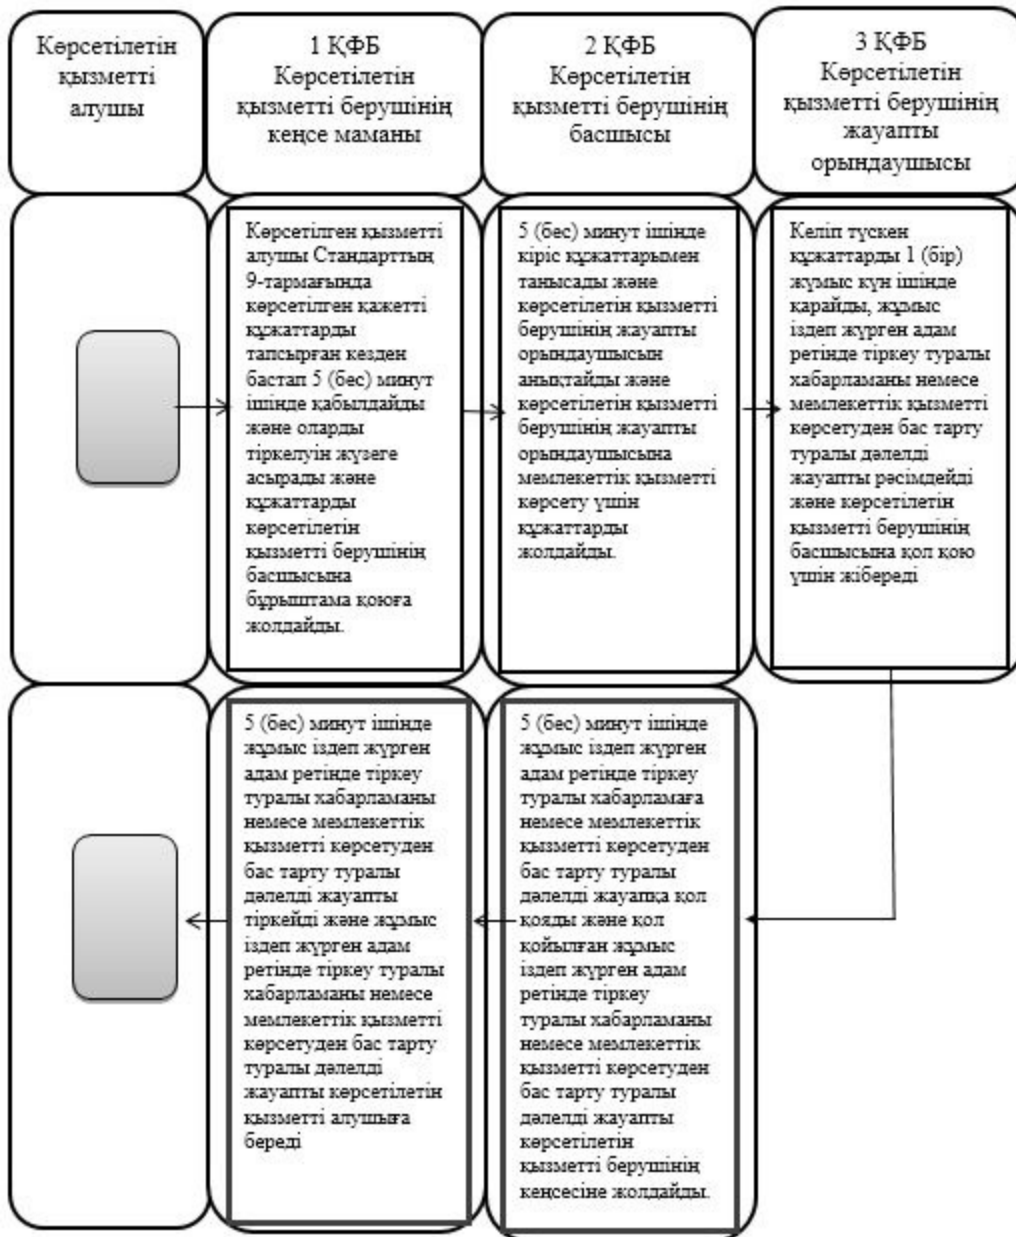 Көрсетілетін
қызметті
алушы
1 ҚФБ
Көрсетілетін
қызметті берушінің
кеңсе маманы
2 ҚФБ
Көрсетілетін
қызметті берушінің
басшысы
3 ҚФБ
Көрсетілетін
қызметті берушінің
жауапты
орындаушысы
Көрсетілген қызметті
алушы Стандарттың
9-тармағында
көрсетілген қажетті
құжаттарды
тапсырған кезден
бастап 5 (бес) минут
ішінде қабылдайды
және оларды
тіркелуін жүзеге
асырады және
құжаттарды
көрсетілетін
қызметті берушінің
басшысына
бұрыштама қоюға
жолдайды.
5 (бес) минут ішінде
кіріс құжаттарымен
танысады және
көрсетілетін қызметті
берушінің жауапты
орындаушысын
анықтайды және
көрсетілетін қызметті
берушінің жауапты
орындаушысына
мемлекеттік қызметті
көрсету үшін
құжаттарды
жолдайды.
Келіп түскен
құжаттарды 1 (бір)
жұмыс күн ішінде
қарайды, жұмыс
іздеп жүрген адам
ретінде тіркеу туралы
хабарламаны немесе
мемлекеттік қызметті
көрсетуден бас тарту
туралы дәлелді
жауапты рәсімдейді
және көрсетілетін
қызметті берушінің
басшысына қол қою
үшін жібереді
5 (бес) минут ішінде
жұмыс іздеп жүрген
адам ретінде тіркеу
туралы хабарламаны
немесе мемлекеттік
қызметті көрсетуден
бас тарту туралы
дәлелді жауапты
тіркейді және жұмыс
іздеп жүрген адам
ретінде тіркеу туралы
хабарламаны немесе
мемлекеттік қызметті
көрсетуден бас тарту
туралы дәлелді
жауапты көрсетілетін
қызметті алушыға
береді
5 (бес) минут ішінде
жұмыс іздеп жүрген
адам ретінде тіркеу
туралы хабарламаға
немесе мемлекеттік
қызметті көрсетуден
бас тарту туралы
дәлелді жауапқа қол
қояды және қол
қойылған жұмыс
іздеп жүрген адам
ретінде тіркеу
туралы хабарламаны
немесе мемлекеттік
қызметті көрсетуден
бас тарту туралы
дәлелді жауапты
көрсетілетін
қызметті берушінің
кеңсесіне жолдайды.